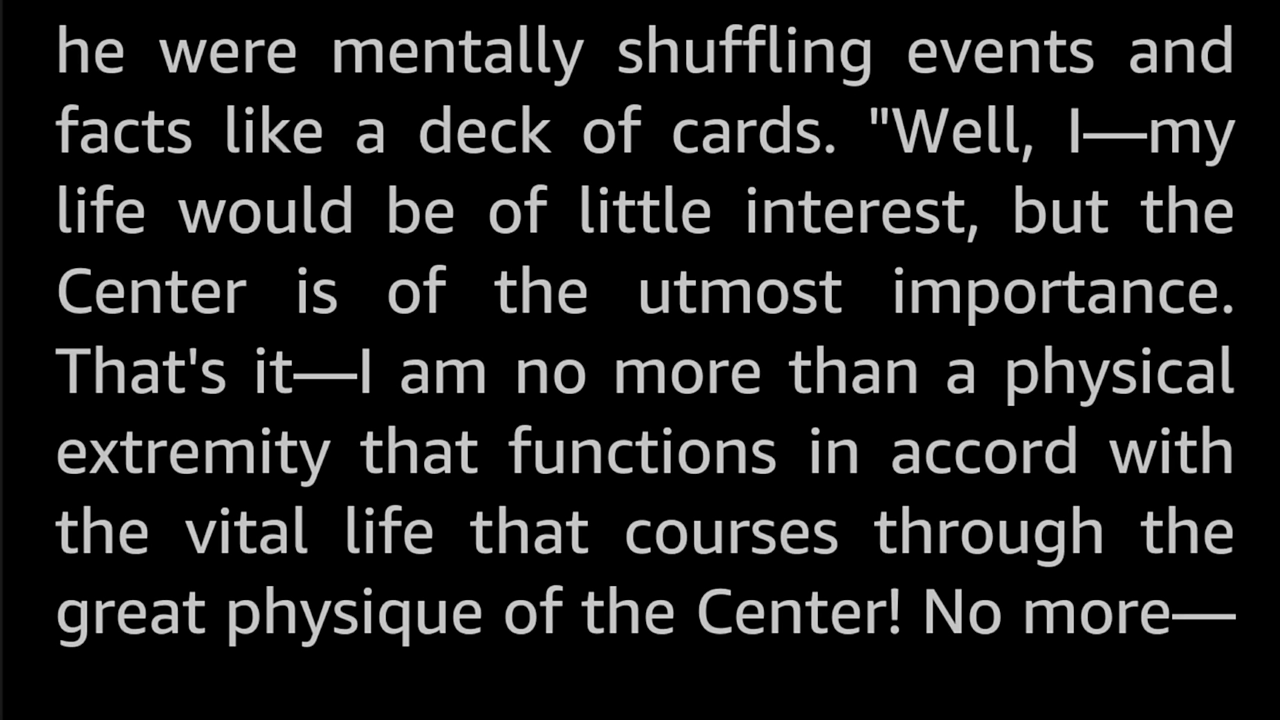 he were mentally shuffling events and
facts like a deck of cards. "Well, I—my
life would be of little interest, but the
Center is of the utmost importance.
That's it—I am no more than a physical
extremity that functions in accord with
the vital life that courses through the
great physique of the Center! No more—